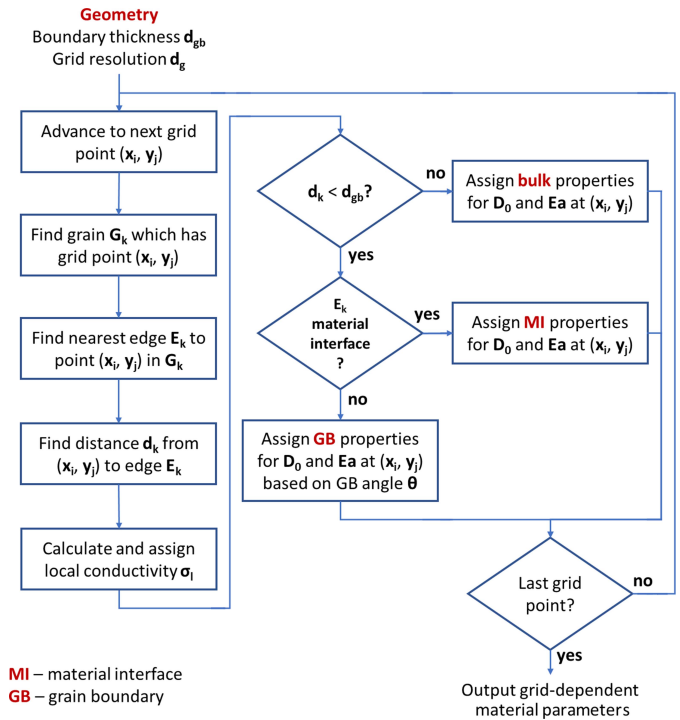 Geometry
Boundary thickness dgb
Grid resolution dg
Advance to next grid
point (xi, yj)
Find grain Gk which has
grid point (xi, yj)
Find nearest edge Ek to
point (xi, yj) in Gk
Find distance dk from
(xi, yj) to edge Ek
Calculate and assign
local conductivity σl
dk < dgb?
no
Assign bulk properties
for D0 and Ea at (xi, yj)
yes
Ek
material
interface
?
yes
Assign MI properties
for D0 and Ea at (xi, yj)
no
Assign GB properties
for D0 and Ea at (xi, yj)
based on GB angle θ
Last grid
point?
no
yes
Output grid-dependent
material parameters
MI – material interface
GB – grain boundary